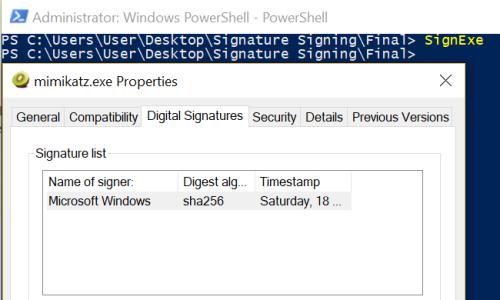 Administrator: Windows PowerShell - PowerShell
PS C:\Users\User\Desktop\Signature Signing\Final> SignExe
PS C:\Users\User\Desktop\Signature Signing\Final>
mimikatz.exe Properties
General Compatibility Digital Signatures Security Details Previous Versions
Signature list
Name of signer: Digest alg... Timestamp
Microsoft Windows sha256 Saturday, 18 ...